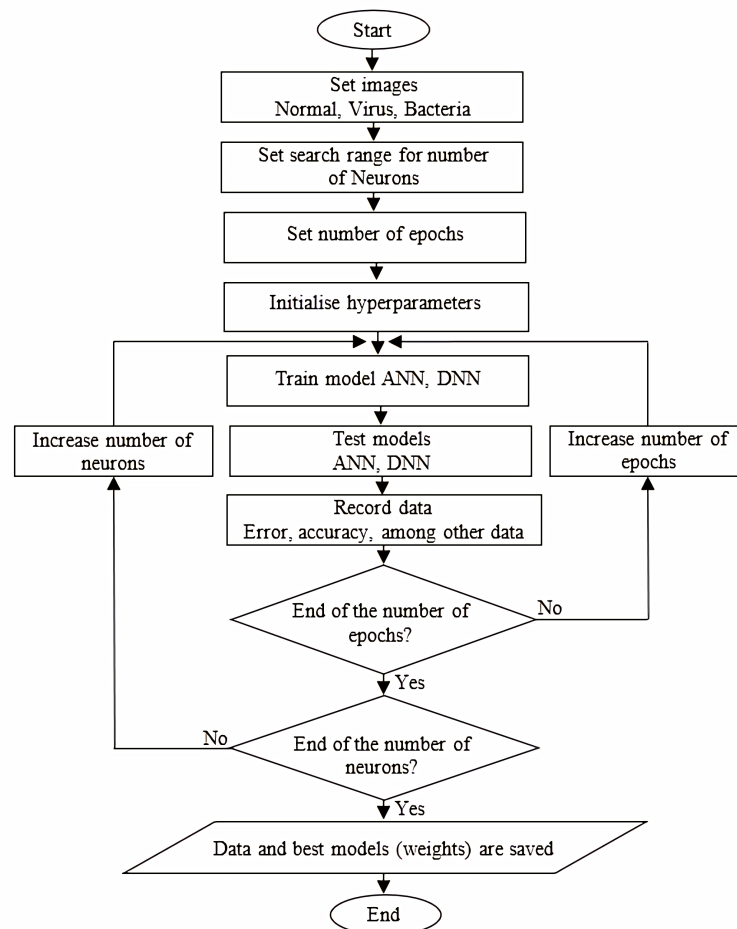 Start
Set images
Normal, Virus, Bacteria
Set search range for number
of Neurons
Set number of epochs
Initialise hyperparameters
Train model ANN, DNN
Increase number of
neurons
Test models
ANN, DNN
Increase number of
epochs
Record data
Error, accuracy, among other data
End of the number of
epochs?
No
Yes
No
End of the number of
neurons?
Yes
Data and best models (weights) are saved
End